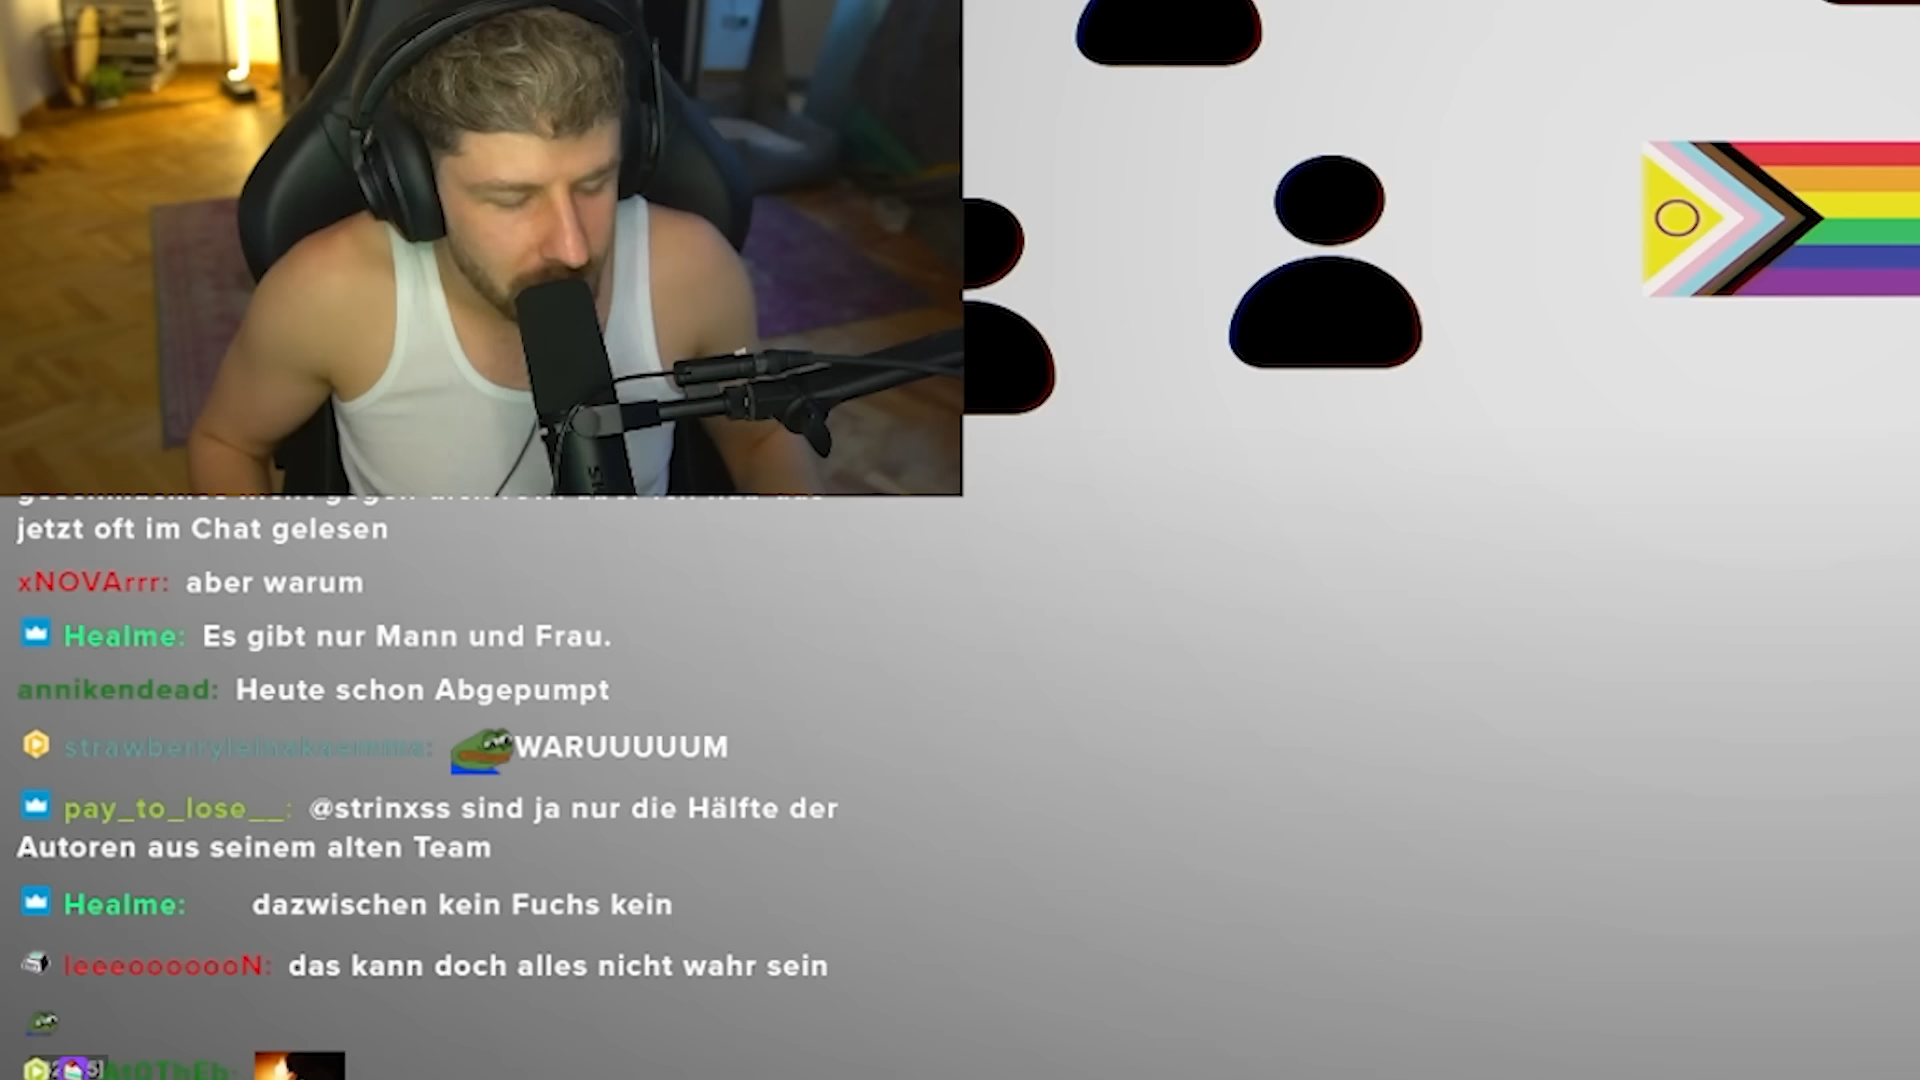 jetzt oft im Chat gelesen
xNOVArrr: aber warum
Healme: Es gibt nur Mann und Frau.
annikendead: Heute schon Abgepumpt
WARUUUUUM
pay_to_lose__: @strinxss sind ja nur die Hälfte der
Autoren aus seinem alten Team
Healme: dazwischen kein Fuchs kein
leeeooooooN: das kann doch alles nicht wahr sein